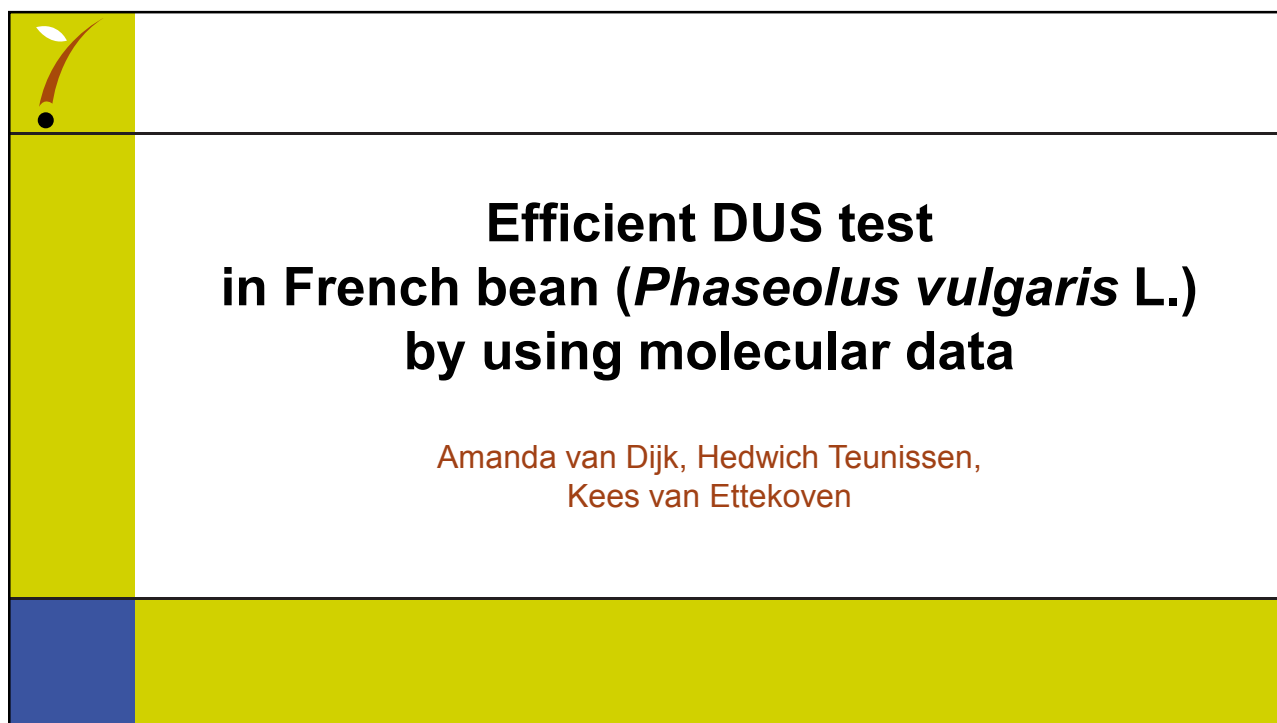 Efficient DUS test
in French bean (Phaseolus vulgaris L.)
by using molecular data
Amanda van Dijk, Hedwich Teunissen,
Kees van Ettekoven